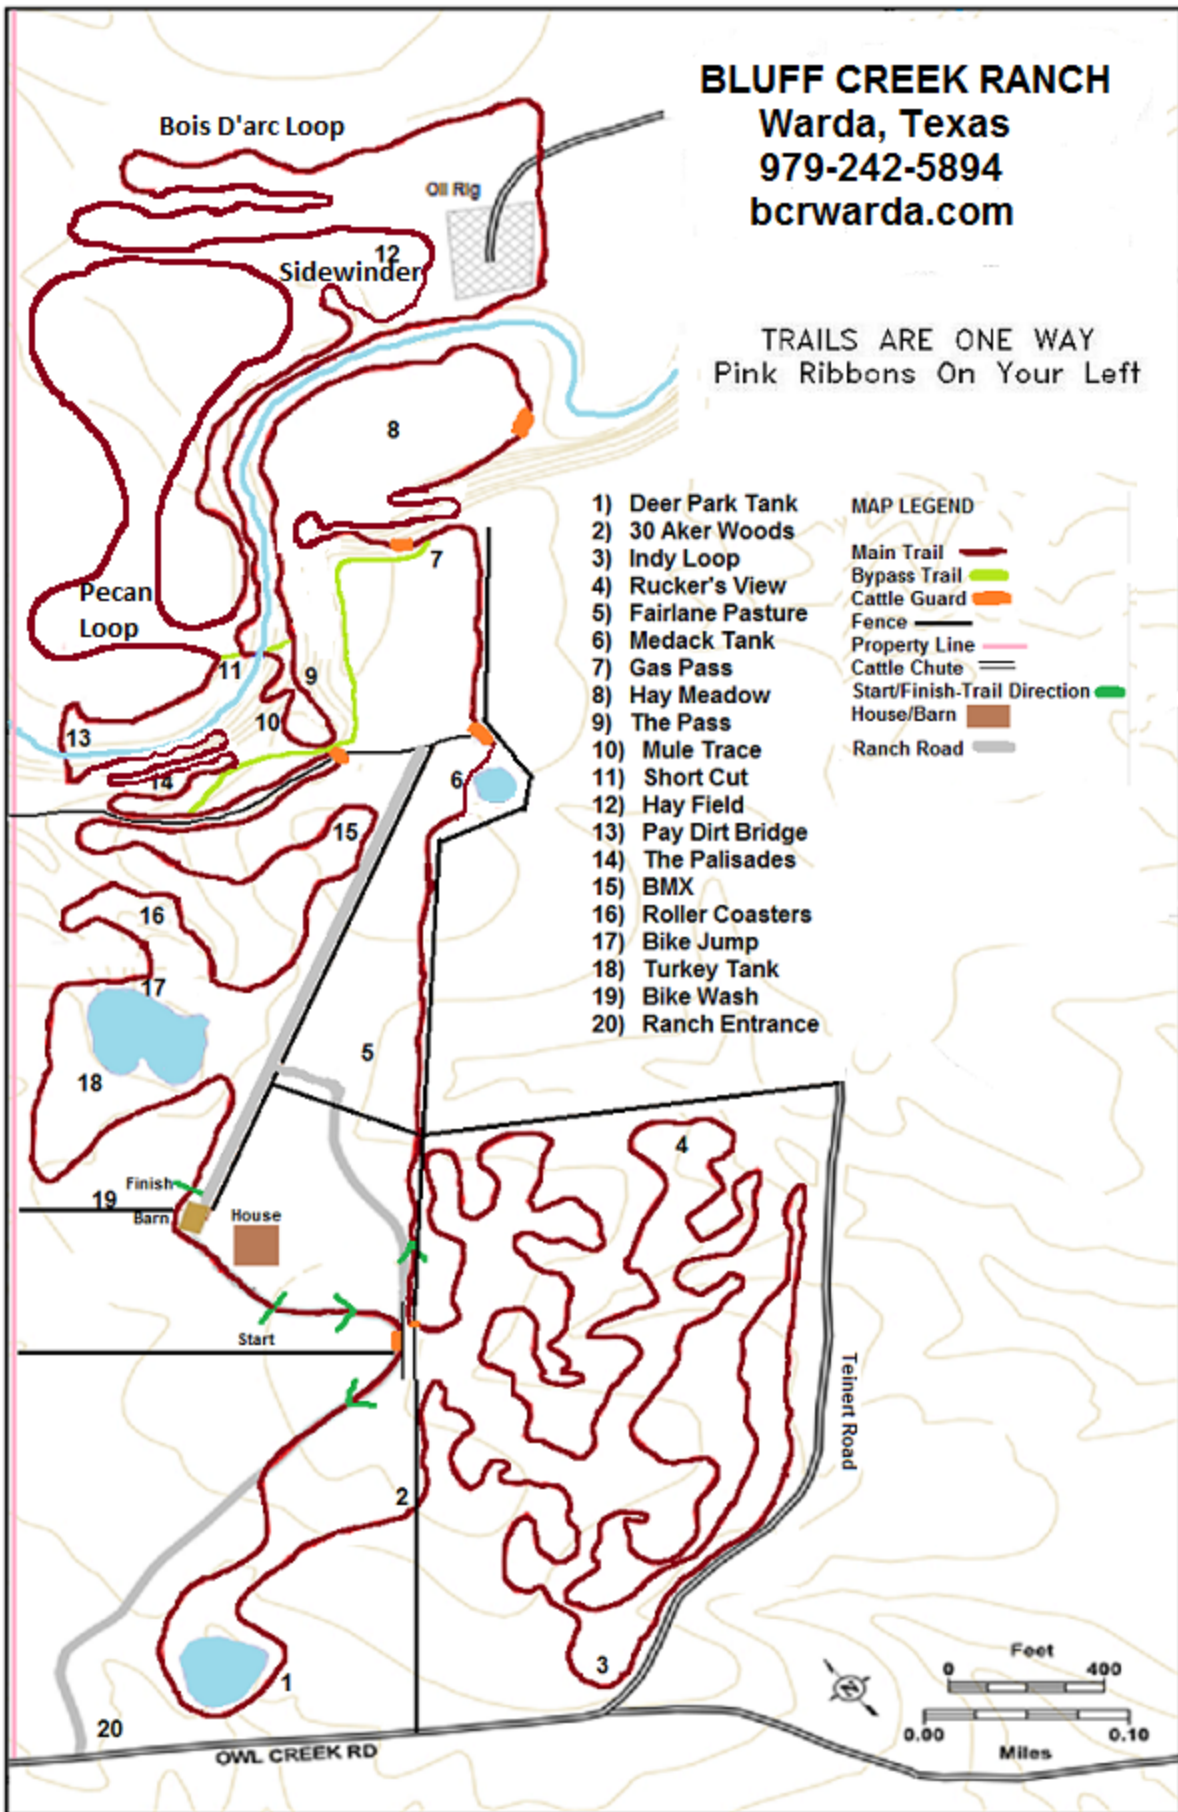 BLUFF CREEK RANCH
Warda, Texas
979-242-5894
bcrwarda.com
TRAILS ARE ONE WAY
Pink Ribbons On Your Left
Bois D'arc Loop
Oil Rig
12
Sidewinder
8
7
Pecan
Loop
11
9
10
13
14
6
15
16
17
5
18
4
Finish
19
Barn
House
Start
2
3
1
20
OWL CREEK RD
Teinert Road
1) Deer Park Tank
2) 30 Aker Woods
3) Indy Loop
4) Rucker's View
5) Fairlane Pasture
6) Medack Tank
7) Gas Pass
8) Hay Meadow
9) The Pass
10) Mule Trace
11) Short Cut
12) Hay Field
13) Pay Dirt Bridge
14) The Palisades
15) BMX
16) Roller Coasters
17) Bike Jump
18) Turkey Tank
19) Bike Wash
20) Ranch Entrance
MAP LEGEND
Main Trail
Bypass Trail
Cattle Guard
Fence
Property Line
Cattle Chute
Start/Finish-Trail Direction
House/Barn
Ranch Road
N
Feet
0 400
0.00 0.10
Miles